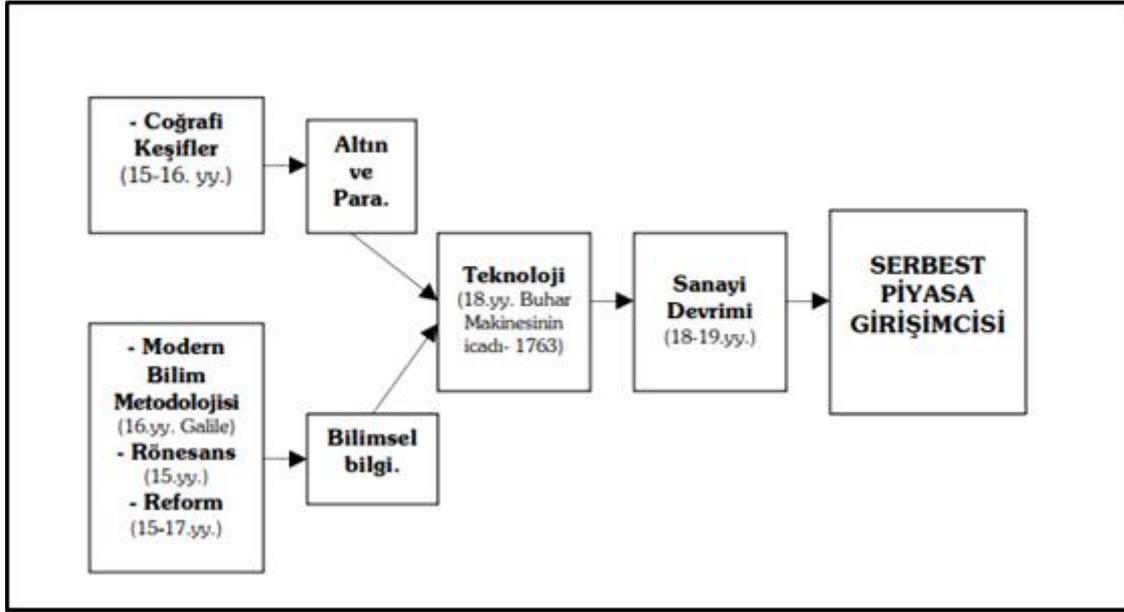 - Coğrafi
Keşifler
(15-16. yy.)
Altın
ve
Para.
- Modern
Bilim
Metodolojisi
(16.yy. Galile)
- Rönesans
(15.yy.)
- Reform
(15-17.yy.)
Bilimsel
bilgi.
Teknoloji
(18.yy. Buhar
Makinesinin
icadı- 1763)
Sanayi
Devrimi
(18-19.yy.)
SERBEST
PİYASA
GİRİŞİMCİSİ